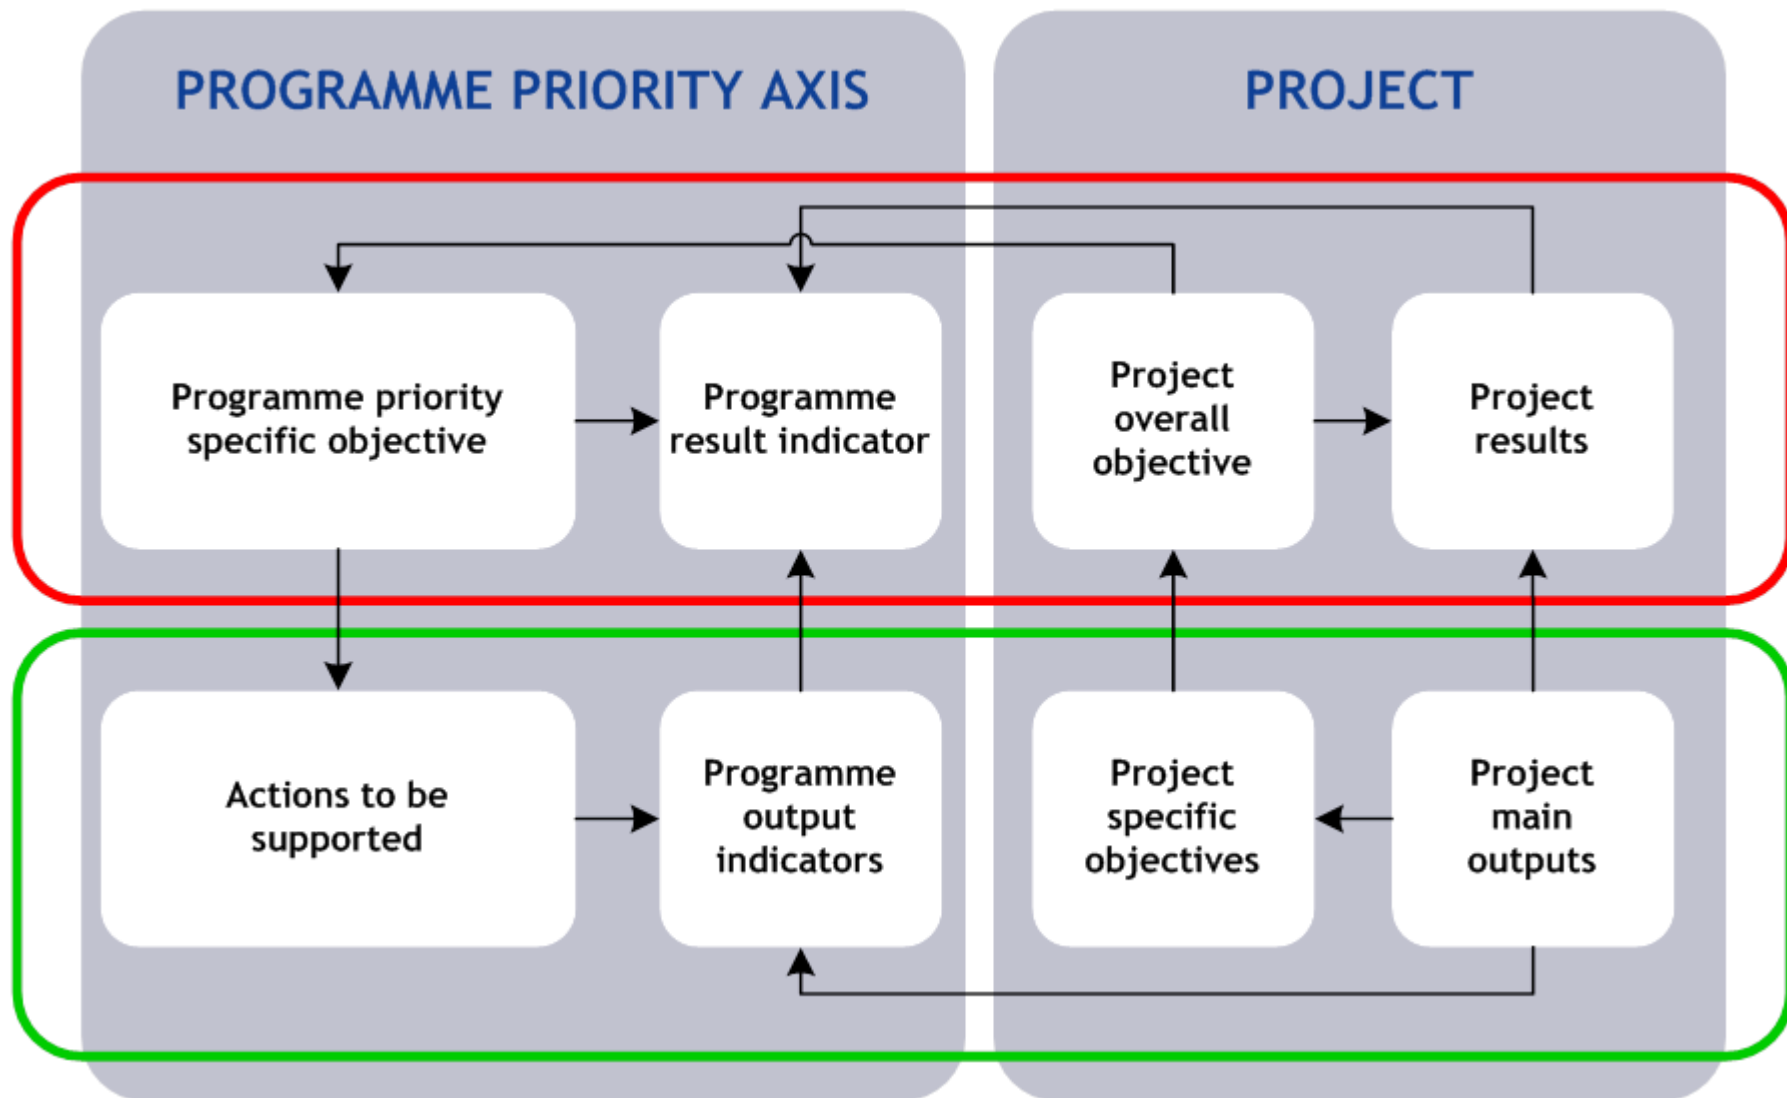 PROGRAMME PRIORITY AXIS
PROJECT
Programme priority
specific objective
Programme
result indicator
Project
overall
objective
Project
results
Actions to be
supported
Programme
output
indicators
Project
specific
objectives
Project
main
outputs